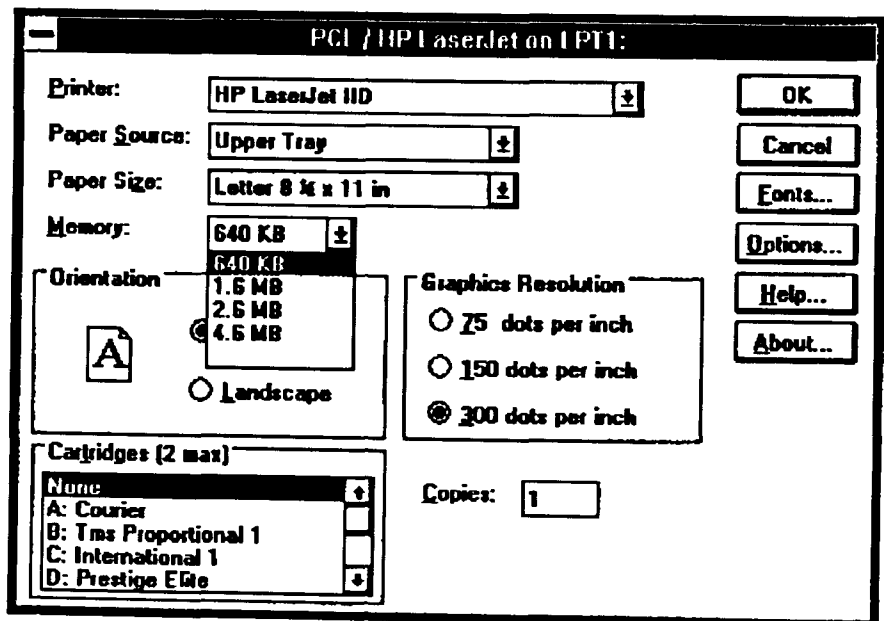 PCL / HP LaserJet on LPT1:
Printer: HP LaserJet IID
OK
Paper Source: Upper Tray
Cancel
Paper Size: Letter 8 ½ x 11 in
Fonts...
Memory: 640 KB
Options...
640 KB
1.6 MB
2.6 MB
4.6 MB
Orientation
A
Landscape
Graphics Resolution
75 dots per inch
150 dots per inch
300 dots per inch
Help...
About...
Cartridges (2 max)
None
A: Courier
B: Tms Proportional 1
C: International 1
D: Prestige Elite
Copies: 1